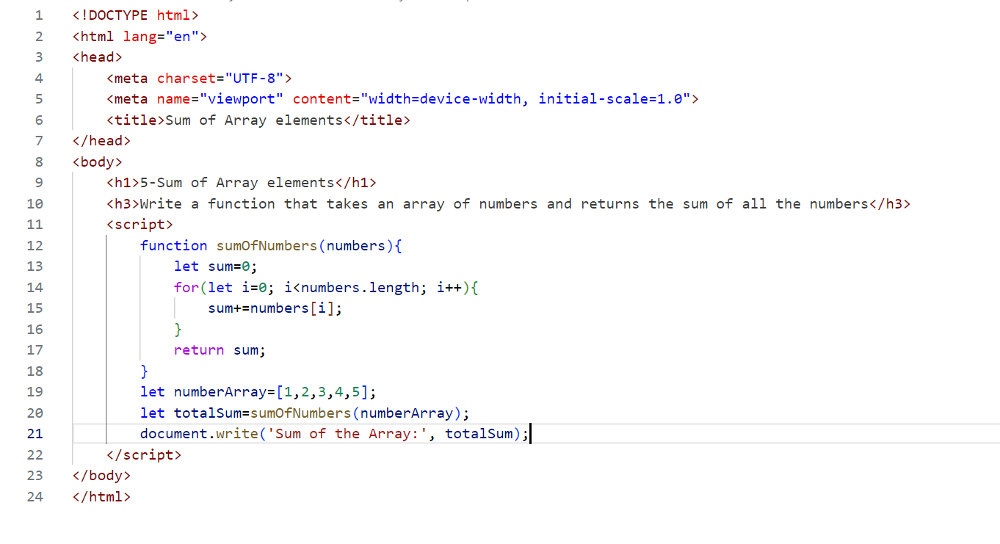 1 <!DOCTYPE html>
2 <html lang="en">
3 <head>
4     <meta charset="UTF-8">
5     <meta name="viewport" content="width=device-width, initial-scale=1.0">
6     <title>Sum of Array elements</title>
7 </head>
8 <body>
9     <h1>5-Sum of Array elements</h1>
10     <h3>Write a function that takes an array of numbers and returns the sum of all the numbers</h3>
11     <script>
12         function sumOfNumbers(numbers){
13             let sum=0;
14             for(let i=0; i<numbers.length; i++){
15                 sum+=numbers[i];
16             }
17             return sum;
18         }
19         let numberArray=[1,2,3,4,5];
20         let totalSum=sumOfNumbers(numberArray);
21         document.write('Sum of the Array:', totalSum);
22     </script>
23 </body>
24 </html>